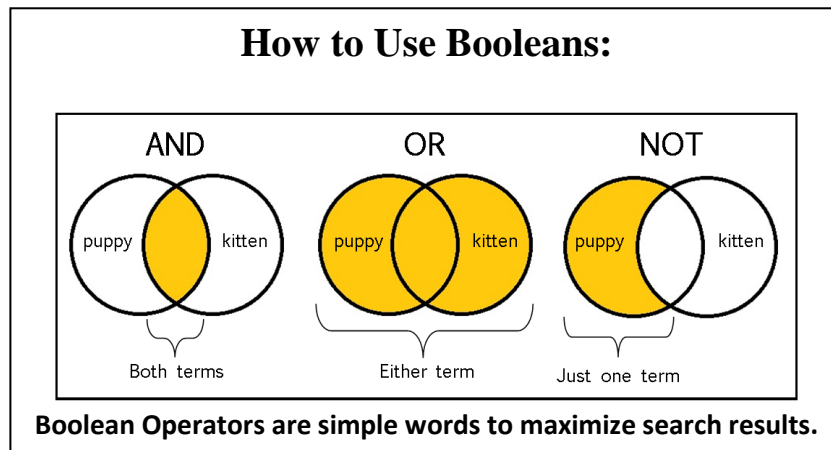 How to Use Booleans:
AND OR NOT
puppy kitten puppy kitten puppy kitten
Both terms Either term Just one term
Boolean Operators are simple words to maximize search results.